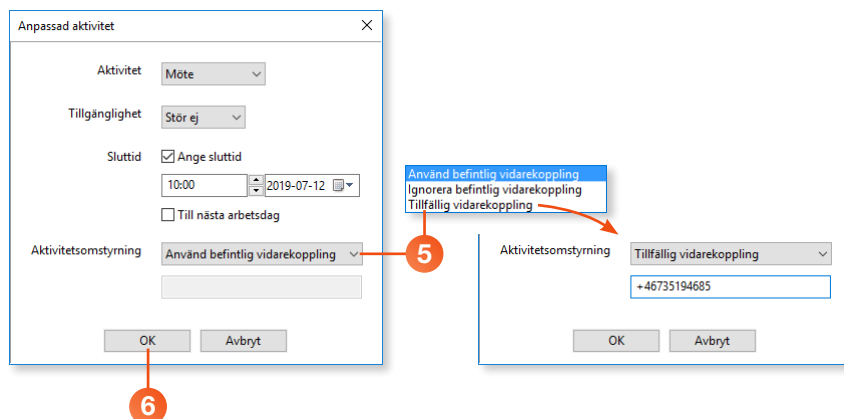 Anpassad aktivitet
Aktivitet Möte
Tillgänglighet Stör ej
Sluttid Ange sluttid
10:00 2019-07-12
Till nästa arbetsdag
Aktivitetsomstyrning Använd befintlig vidarekoppling
OK Avbryt
5
6
Använd befintlig vidarekoppling
Ignorera befintlig vidarekoppling
Tillfällig vidarekoppling
Aktivitetsomstyrning Tillfällig vidarekoppling
+46735194685
OK Avbryt